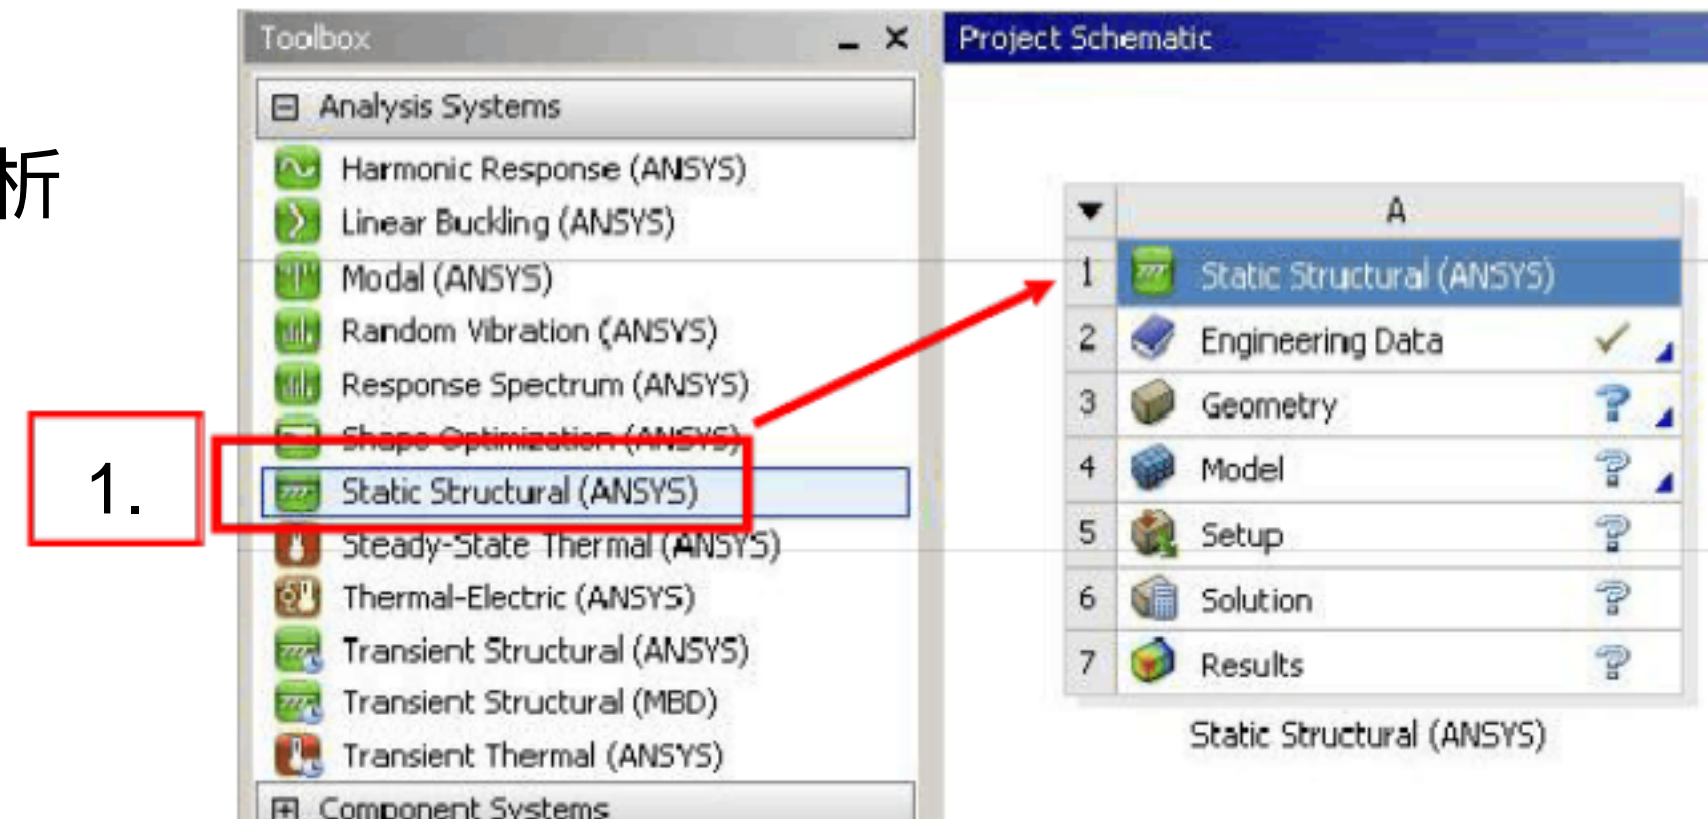 Toolbox
Project Schematic
Analysis Systems
析
Harmonic Response (ANSYS)
Linear Buckling (ANSYS)
Modal (ANSYS)
Random Vibration (ANSYS)
Response Spectrum (ANSYS)
Shape Optimization (ANSYS)
1.
Static Structural (ANSYS)
Steady-State Thermal (ANSYS)
Thermal-Electric (ANSYS)
Transient Structural (ANSYS)
Transient Structural (MBD)
Transient Thermal (ANSYS)
Component Systems
A
1 Static Structural (ANSYS)
2 Engineering Data
3 Geometry
4 Model
5 Setup
6 Solution
7 Results
Static Structural (ANSYS)